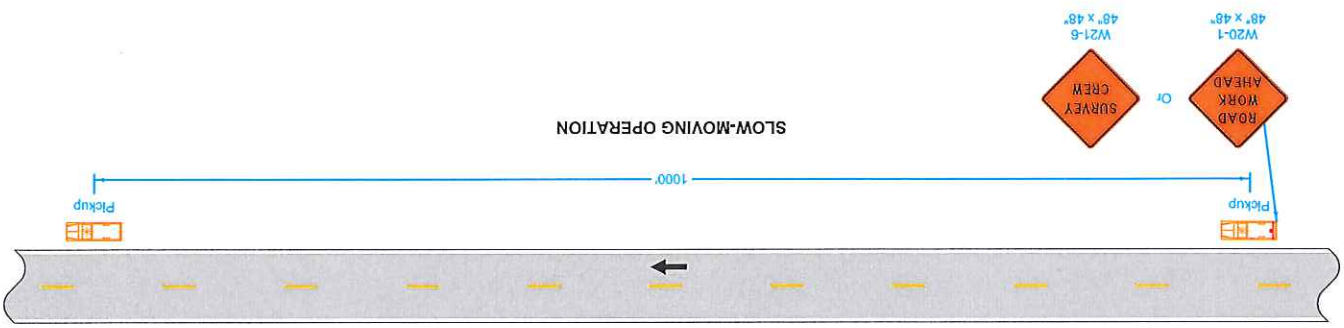 Pickup
Pickup
1000'
SLOW-MOVING OPERATION
ROAD
WORK
AHEAD
W20-1
48" x 48"
Or
SURVEY
CREW
W21-6
48" x 48"